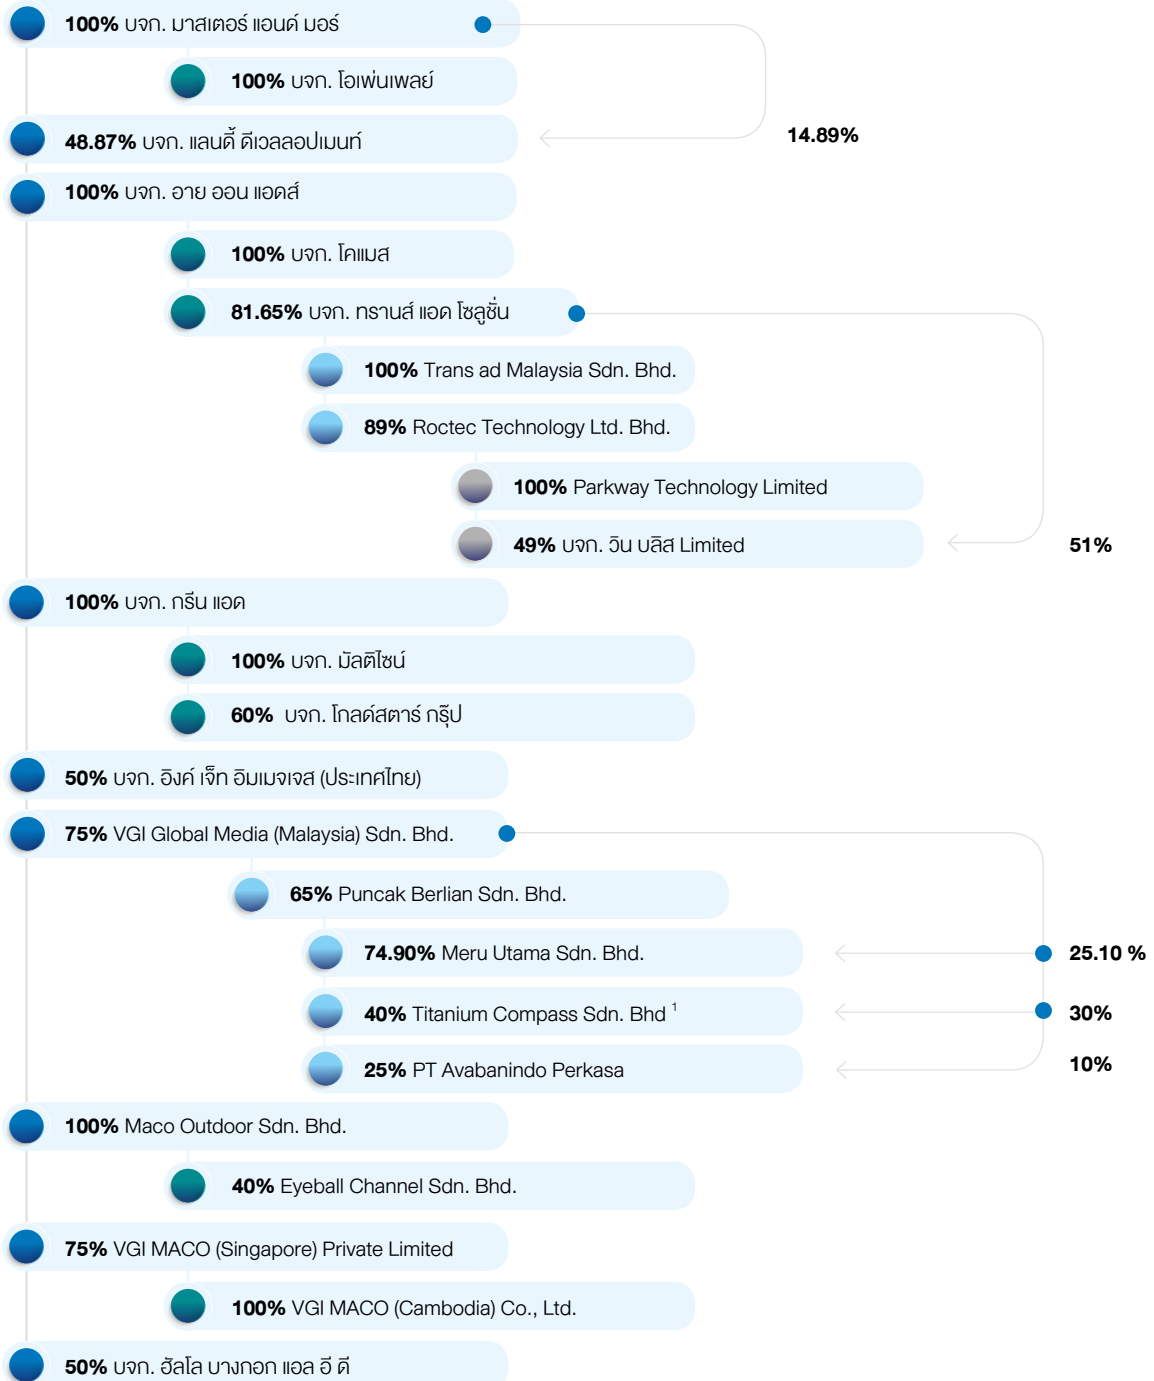 100% บจก. มาสเตอร์ แอนด์ มอร์
100% บจก. โอเพ่นเพลย์
48.87% บจก. แลนดี้ ดีเวลลอปเมนท์
14.89%
100% บจก. อาย ออน แอดส์
100% บจก. โคแมส
81.65% บจก. ทรานส์ แอด โซลูชั่น
100% Trans ad Malaysia Sdn. Bhd.
89% Roctec Technology Ltd. Bhd.
100% Parkway Technology Limited
49% บจก. วิน บลิส Limited
51%
100% บจก. กรีน แอด
100% บจก. มัลติไซน์
60% บจก. โกลด์สตาร์ กรุ๊ป
50% บจก. อิงค์ เจ็ท อิมเมจเจส (ประเทศไทย)
75% VGI Global Media (Malaysia) Sdn. Bhd.
65% Puncak Berlian Sdn. Bhd.
74.90% Meru Utama Sdn. Bhd.
25.10 %
40% Titanium Compass Sdn. Bhd 1
30%
25% PT Avabanindo Perkasa
10%
100% Maco Outdoor Sdn. Bhd.
40% Eyeball Channel Sdn. Bhd.
75% VGI MACO (Singapore) Private Limited
100% VGI MACO (Cambodia) Co., Ltd.
50% บจก. ฮัลโล บางกอก แอล อี ดี